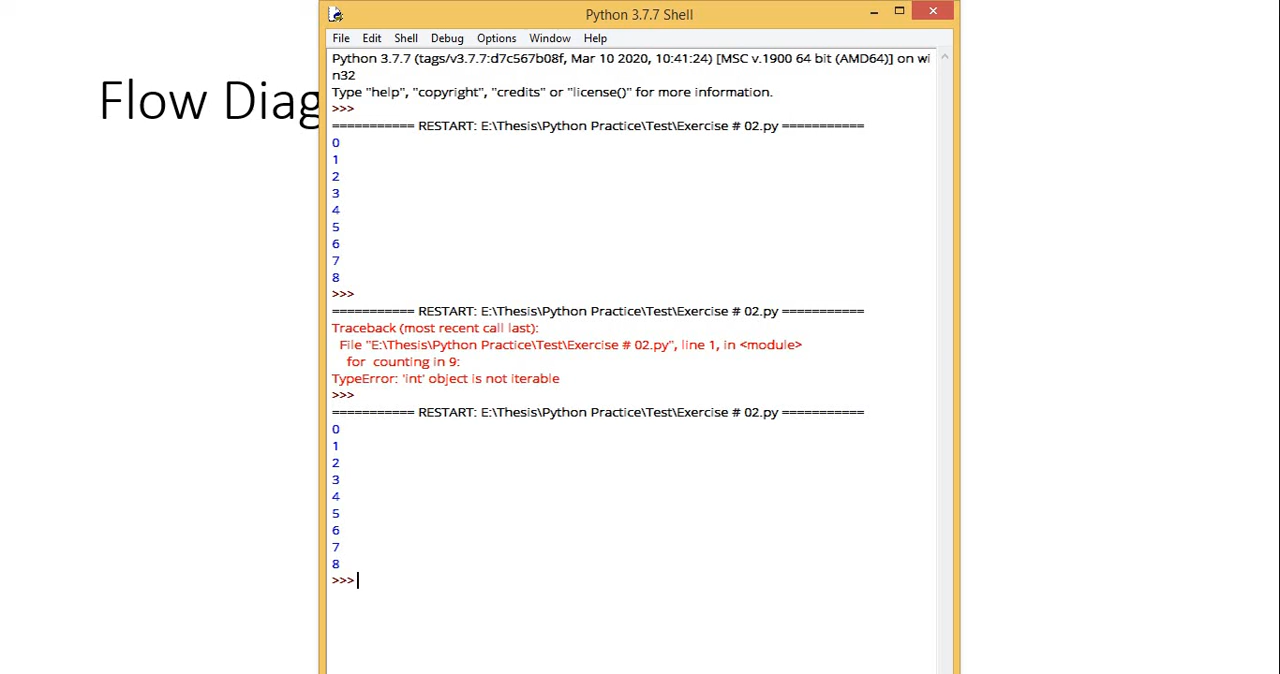 Python 3.7.7 Shell
File Edit Shell Debug Options Window Help
Flow Diag
Python 3.7.7 (tags/v3.7.7:d7c567b08f, Mar 10 2020, 10:41:24) [MSC v.1900 64 bit (AMD64)] on wi
n32
Type "help", "copyright", "credits" or "license()" for more information.
>>>
=========== RESTART: E:\Thesis\Python Practice\Test\Exercise # 02.py ===========
0
1
2
3
4
5
6
7
8
>>>
=========== RESTART: E:\Thesis\Python Practice\Test\Exercise # 02.py ===========
Traceback (most recent call last):
  File "E:\Thesis\Python Practice\Test\Exercise # 02.py", line 1, in <module>
    for  counting in 9:
TypeError: 'int' object is not iterable
>>>
=========== RESTART: E:\Thesis\Python Practice\Test\Exercise # 02.py ===========
0
1
2
3
4
5
6
7
8
>>>